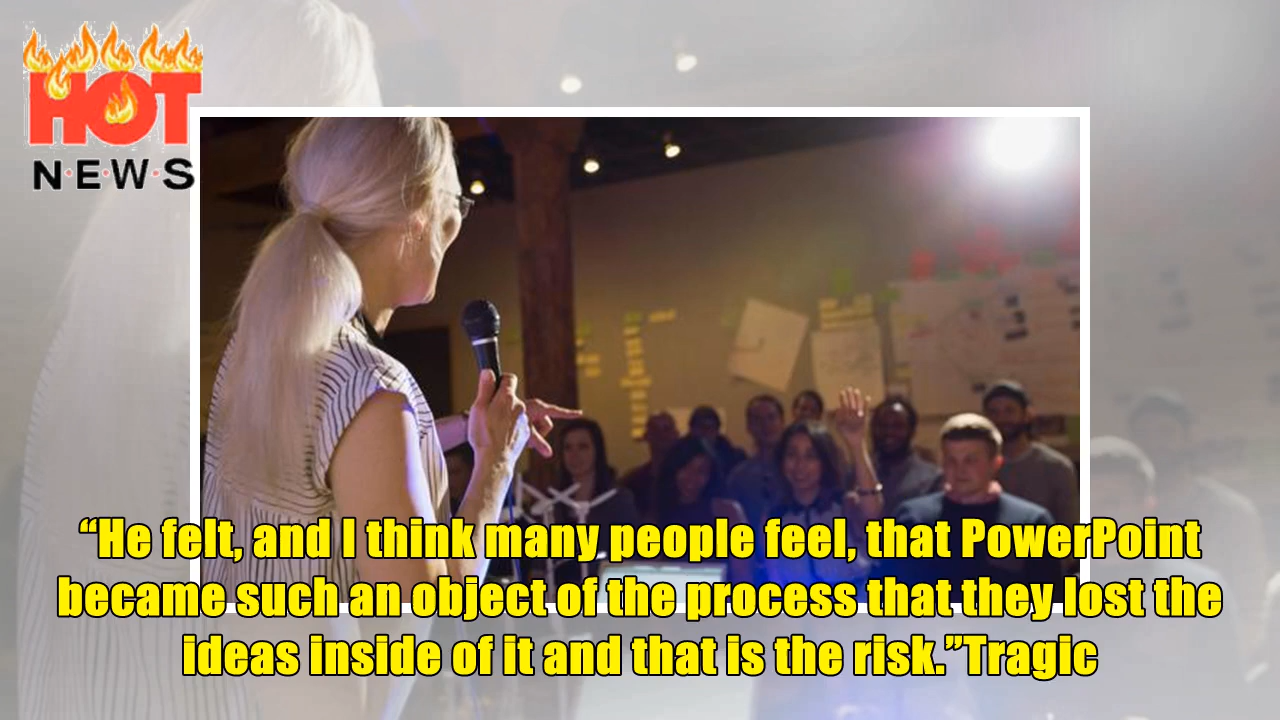 HOT
N·E·W·S
“He felt, and I think many people feel, that PowerPoint
became such an object of the process that they lost the
ideas inside of it and that is the risk.”Tragic